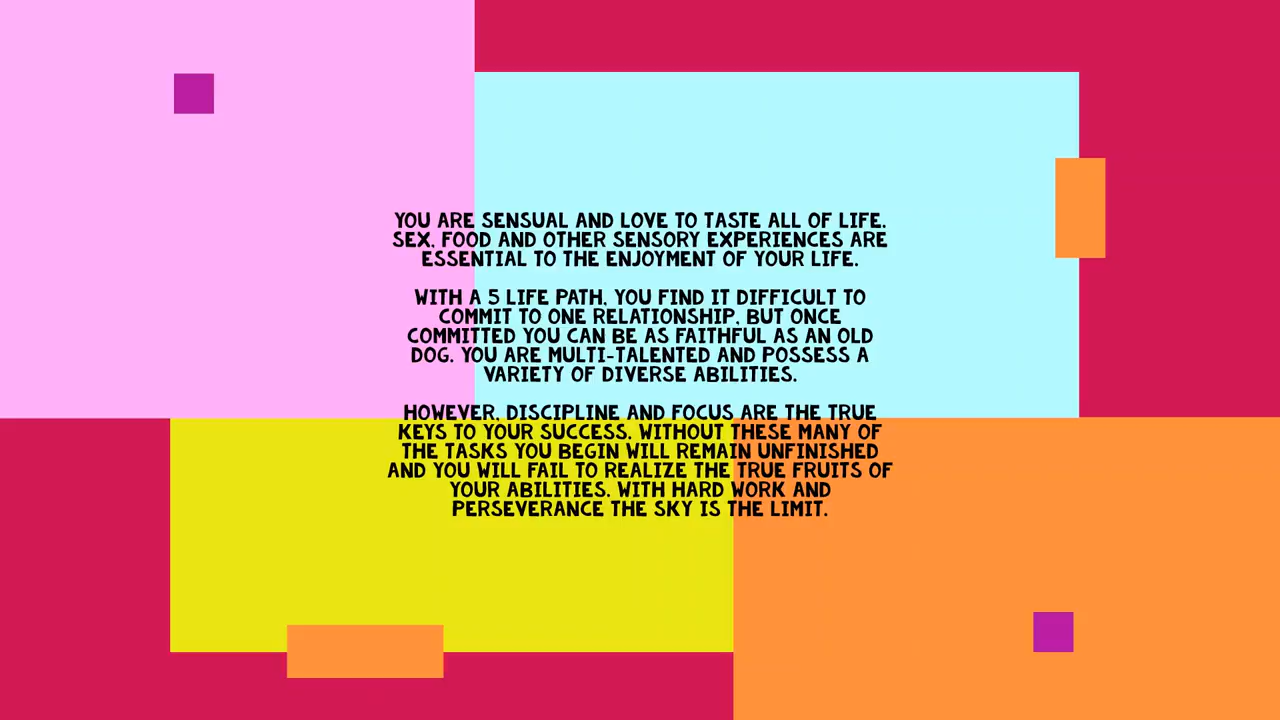 YOU ARE SENSUAL AND LOVE TO TASTE ALL OF LIFE.
SEX, FOOD AND OTHER SENSORY EXPERIENCES ARE
ESSENTIAL TO THE ENJOYMENT OF YOUR LIFE.
WITH A 5 LIFE PATH, YOU FIND IT DIFFICULT TO
COMMIT TO ONE RELATIONSHIP, BUT ONCE
COMMITTED YOU CAN BE AS FAITHFUL AS AN OLD
DOG. YOU ARE MULTI-TALENTED AND POSSESS A
VARIETY OF DIVERSE ABILITIES.
HOWEVER, DISCIPLINE AND FOCUS ARE THE TRUE
KEYS TO YOUR SUCCESS. WITHOUT THESE MANY OF
THE TASKS YOU BEGIN WILL REMAIN UNFINISHED
AND YOU WILL FAIL TO REALIZE THE TRUE FRUITS OF
YOUR ABILITIES. WITH HARD WORK AND
PERSEVERANCE THE SKY IS THE LIMIT.